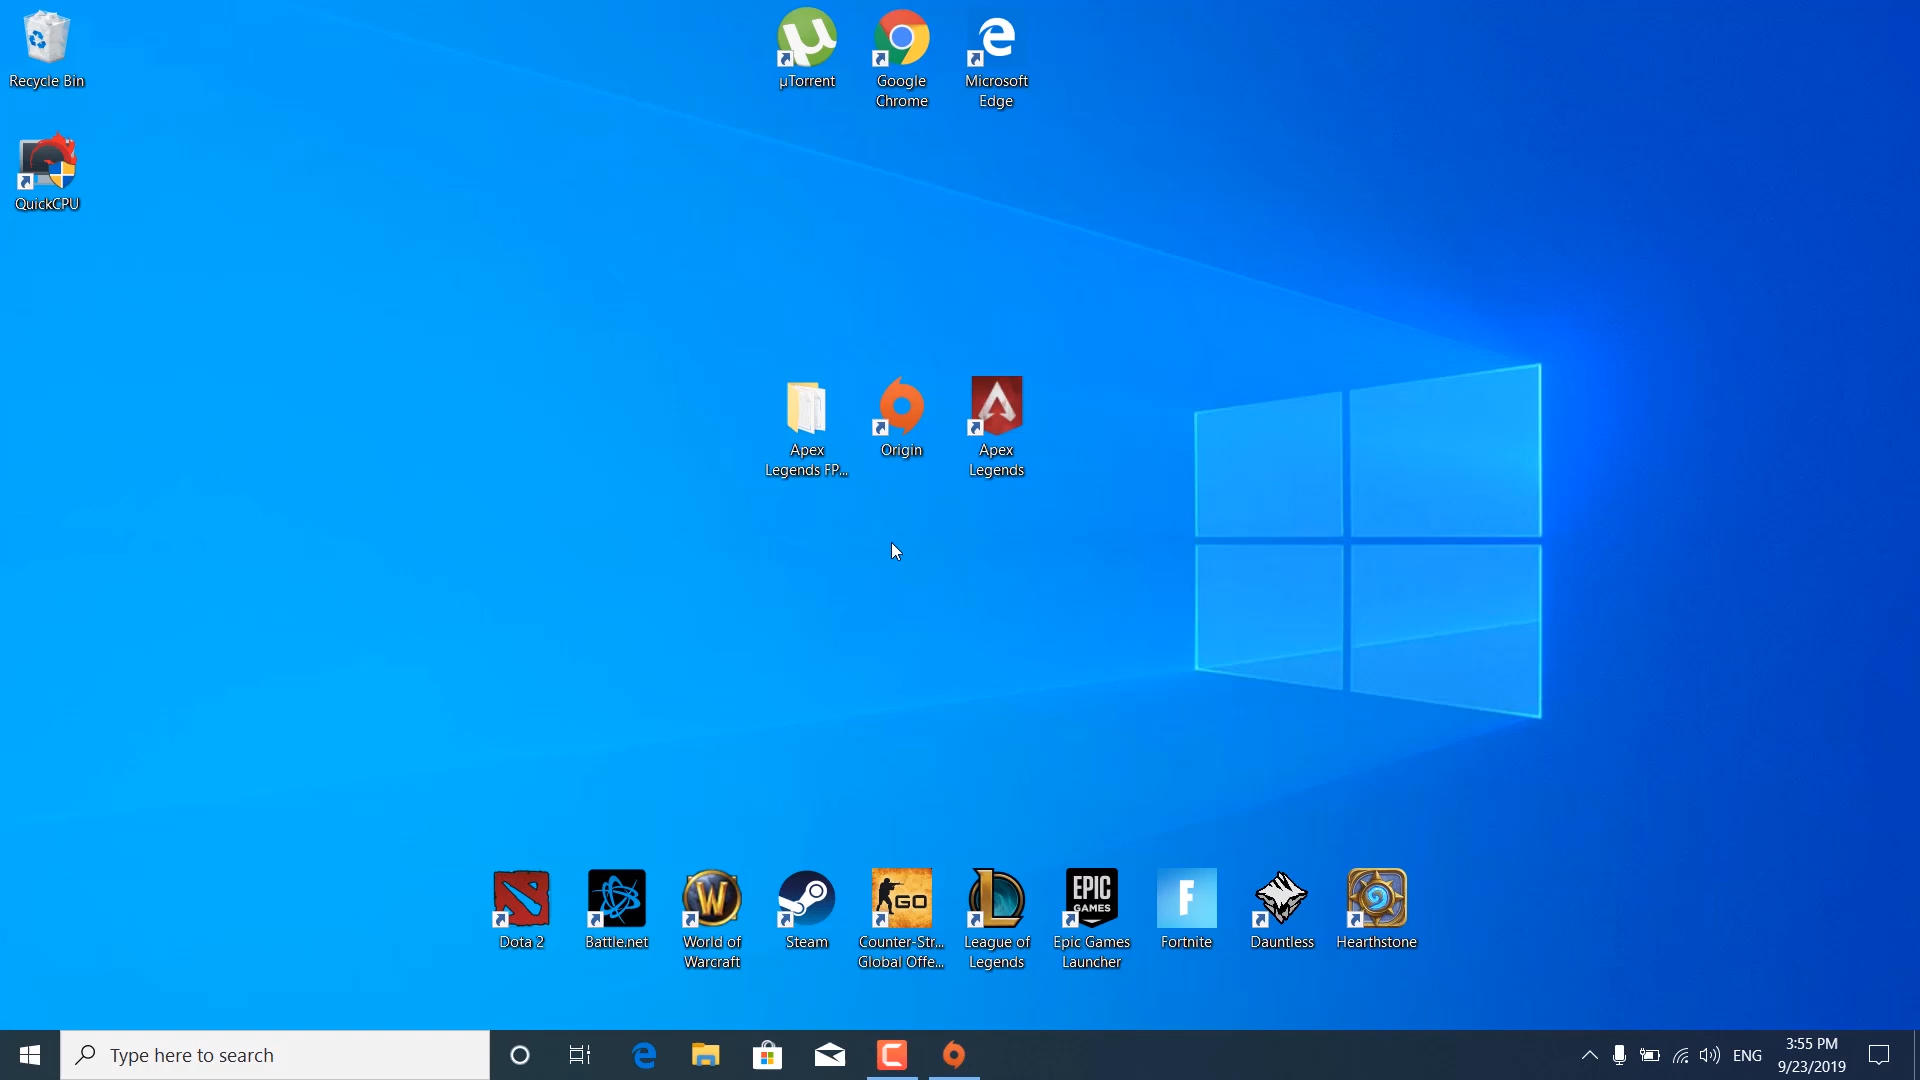 Recycle Bin
µTorrent
Google
Chrome
Microsoft
Edge
QuickCPU
Apex
Legends FP...
Origin
Apex
Legends
EPIC
GAMES
GO
W
F
Dota 2
Battle.net
World of
Warcraft
Steam
Counter-Str...
Global Offe...
League of
Legends
Epic Games
Launcher
Fortnite
Dauntless
Hearthstone
Type here to search
ENG
3:55 PM
9/23/2019